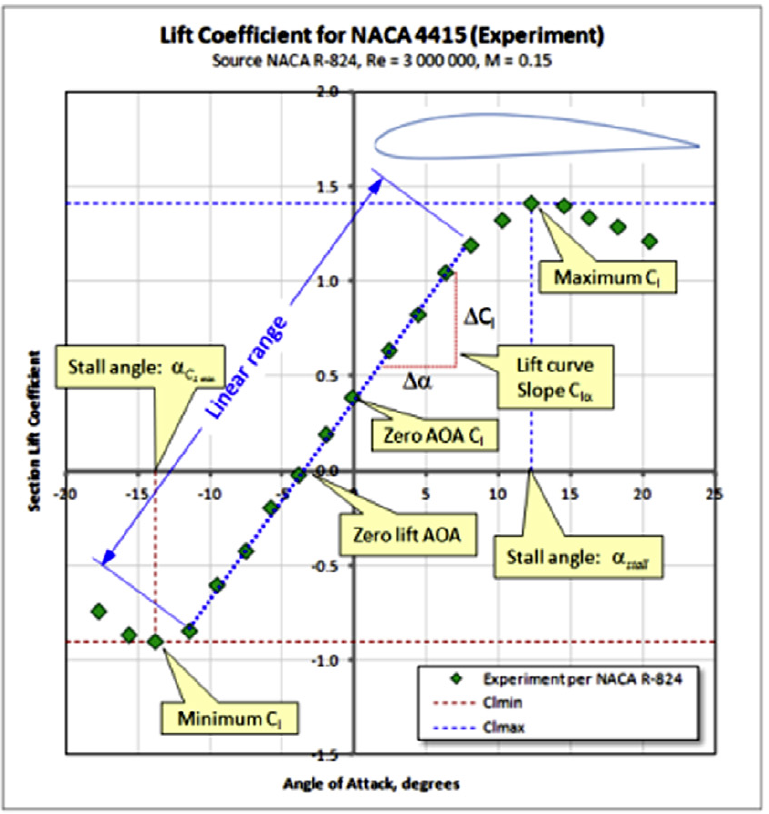 Lift Coefficient for NACA 4415 (Experiment)
Source NACA R-824, Re = 3 000 000, M = 0.15
2.0
1.5
Maximum Cl
1.0
ΔCl
Linear range
Stall angle: αCl min
Lift curve
Slope Clα
0.5
Δα
Zero AOA Cl
Section Lift Coefficient
0.0
-20 -15 -10 -5 5 10 15 20 25
Zero lift AOA
Stall angle: αstall
-0.5
-1.0
Experiment per NACA R-824
Clmin
Clmax
Minimum Cl
-1.5
Angle of Attack, degrees